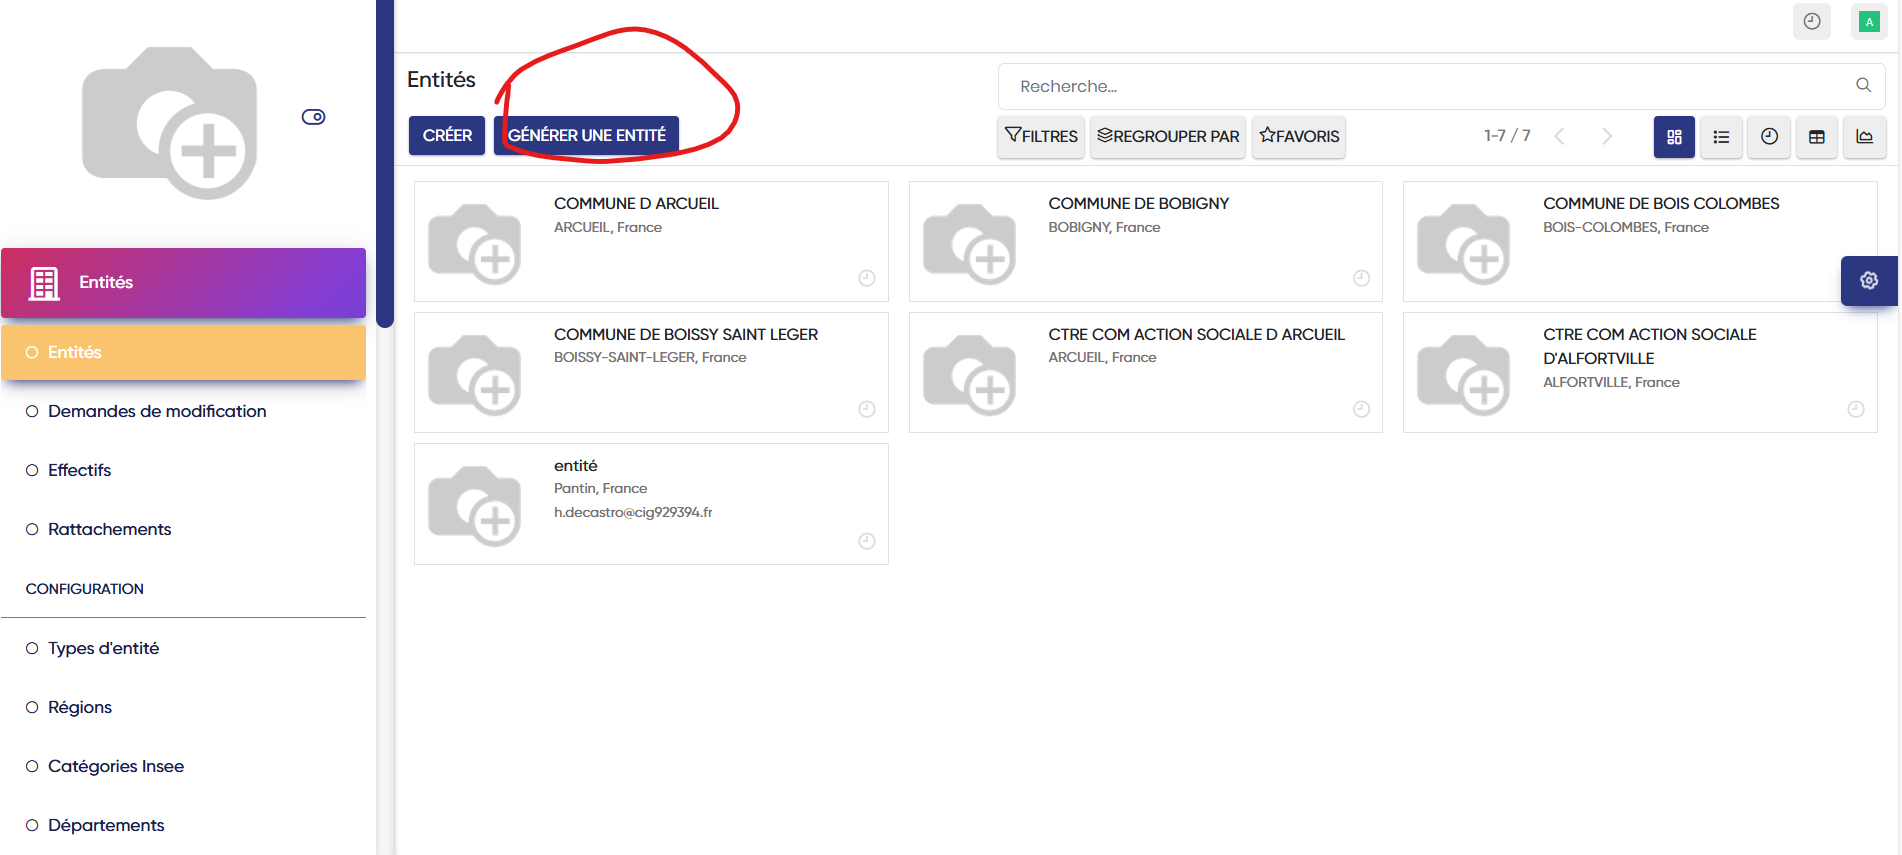 Entités
Entités
Demandes de modification
Effectifs
Rattachements
CONFIGURATION
Types d'entité
Régions
Catégories Insee
Départements
A
Entités
Recherche...
CRÉER
GÉNÉRER UNE ENTITÉ
FILTRES
REGROUPER PAR
FAVORIS
1-7 / 7
COMMUNE D ARCUEIL
ARCUEIL, France
COMMUNE DE BOBIGNY
BOBIGNY, France
COMMUNE DE BOIS COLOMBES
BOIS-COLOMBES, France
COMMUNE DE BOISSY SAINT LEGER
BOISSY-SAINT-LEGER, France
CTRE COM ACTION SOCIALE D ARCUEIL
ARCUEIL, France
CTRE COM ACTION SOCIALE
D'ALFORTVILLE
ALFORTVILLE, France
entité
Pantin, France
h.decastro@cig929394.fr